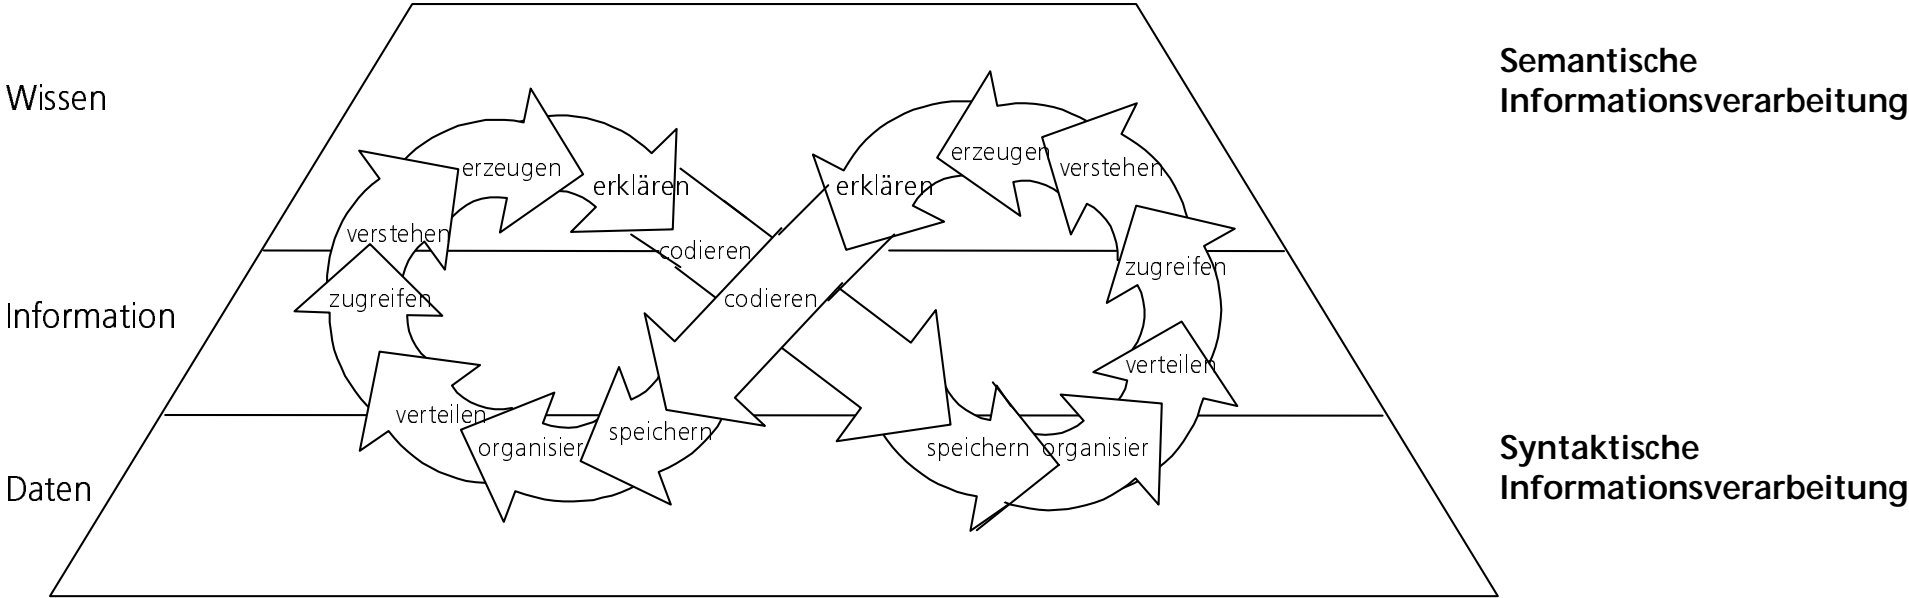 Semantische
Informationsverarbeitung
Wissen
erzeugen
erklären
erklären
erzeugen
verstehen
verstehen
codieren
zugreifen
zugreifen
Information
codieren
verteilen
verteilen
speichern
organisier
speichern
organisier
Daten
Syntaktische
Informationsverarbeitung